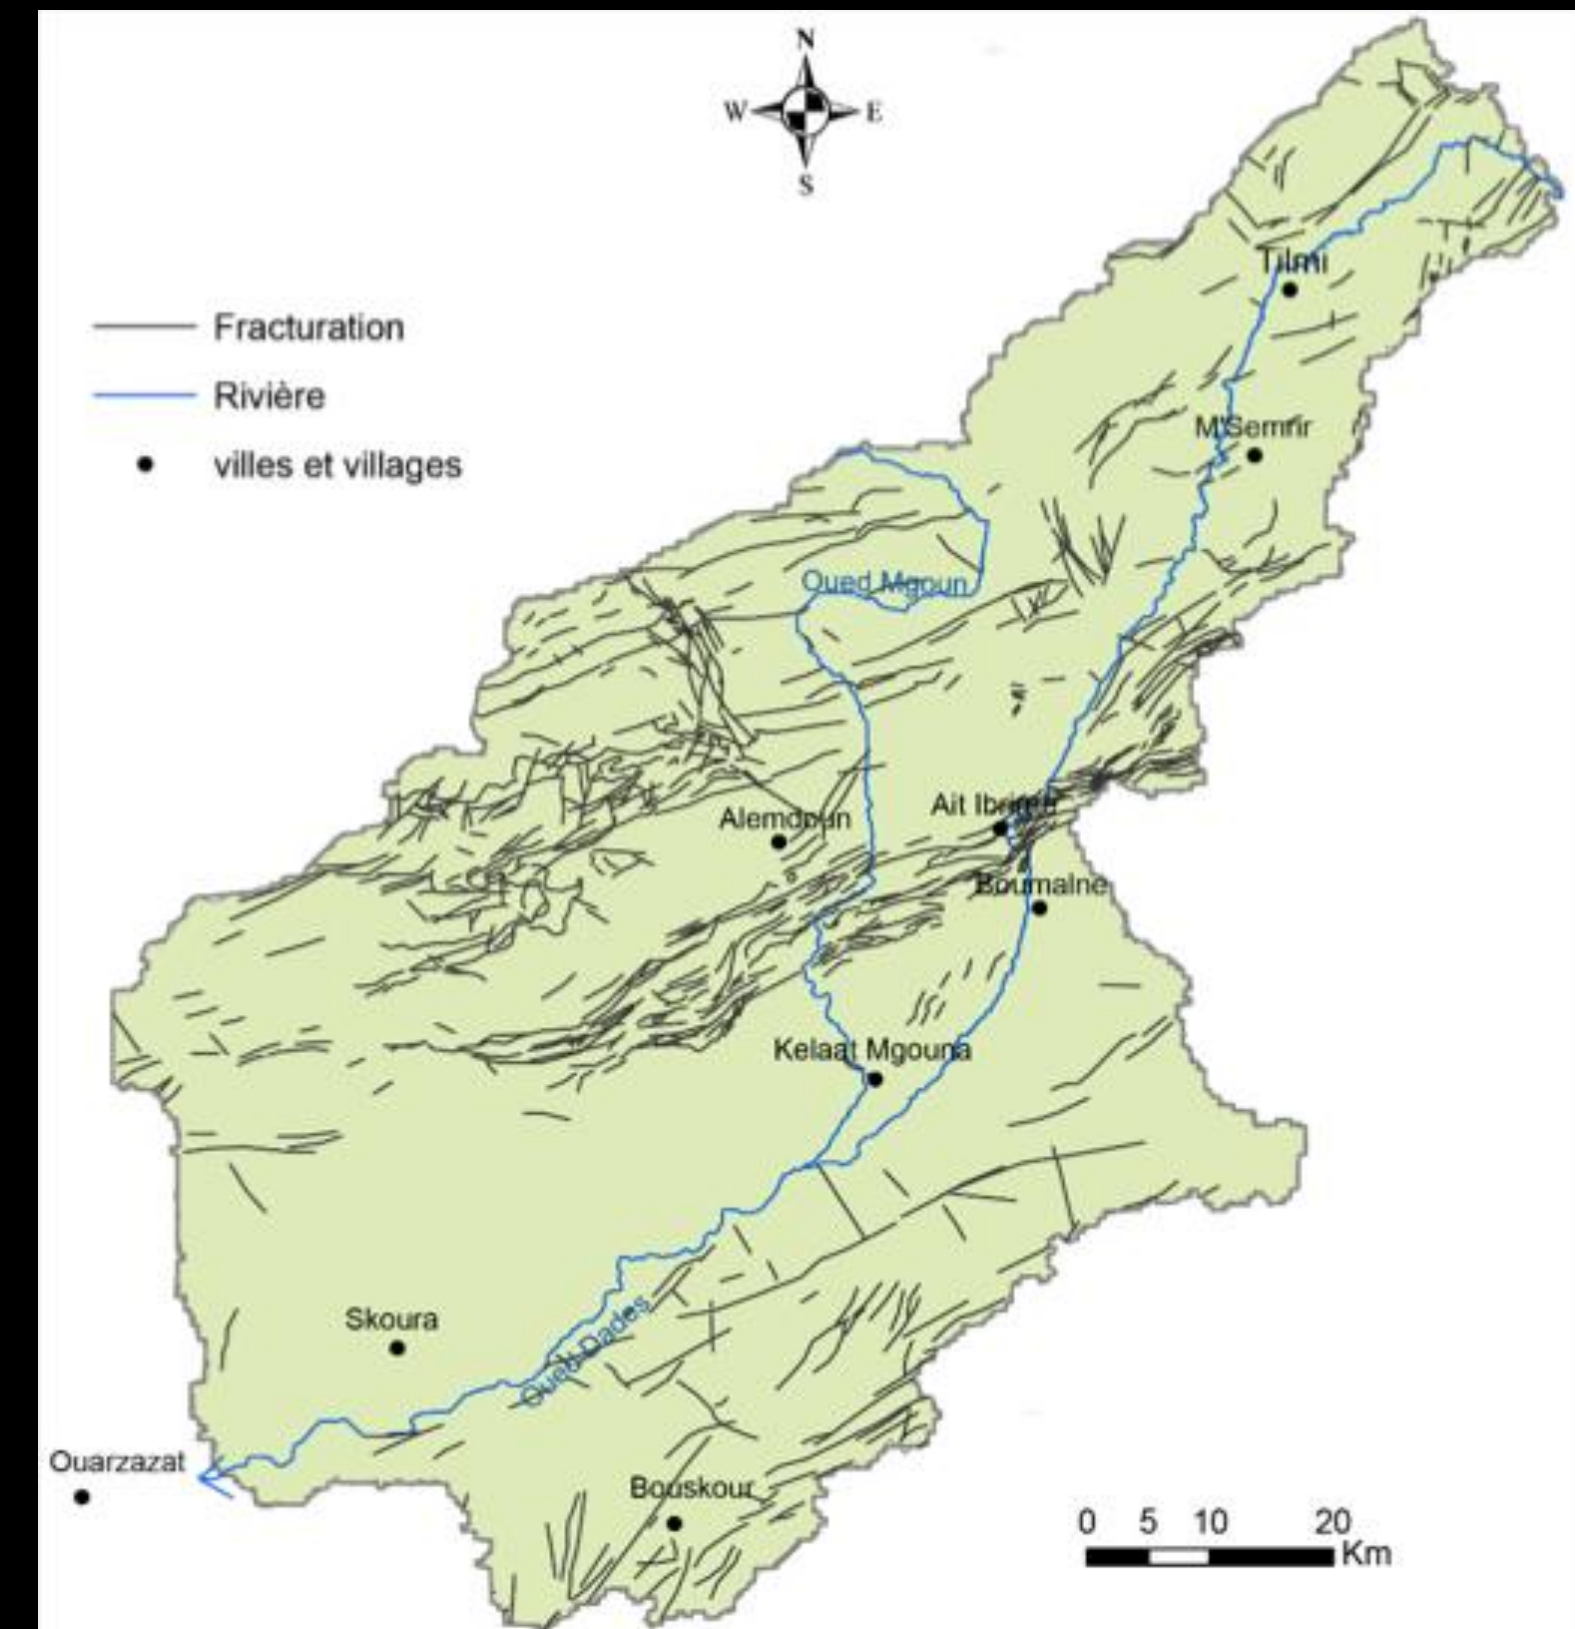 N
W
E
S
Fracturation
Rivière
villes et villages
Tilmi
M'Semrir
Oued Mgoun
Alemdoun
Boumalne
Kelaat Mgouna
Skoura
Oued Dades
Ouarzazat
Bouskour
0 5 10 20
Km
Ait